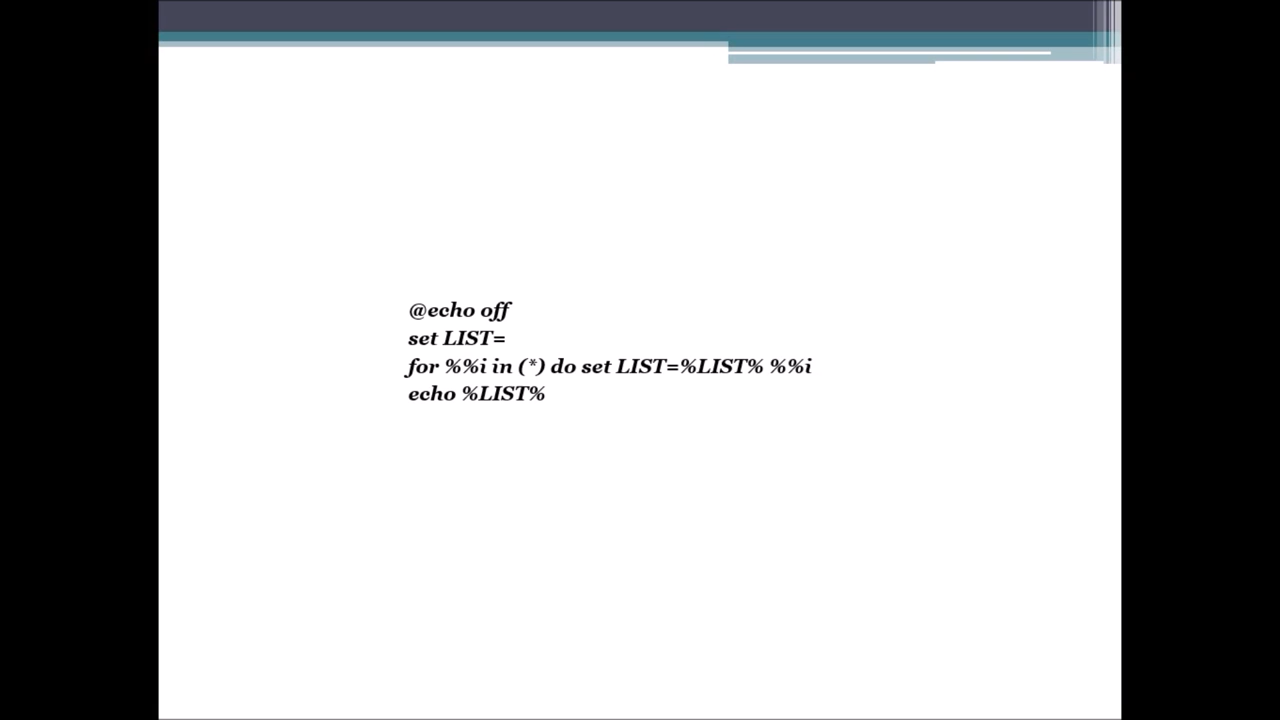 @echo off
set LIST=
for %%i in (*) do set LIST=%LIST% %%i
echo %LIST%